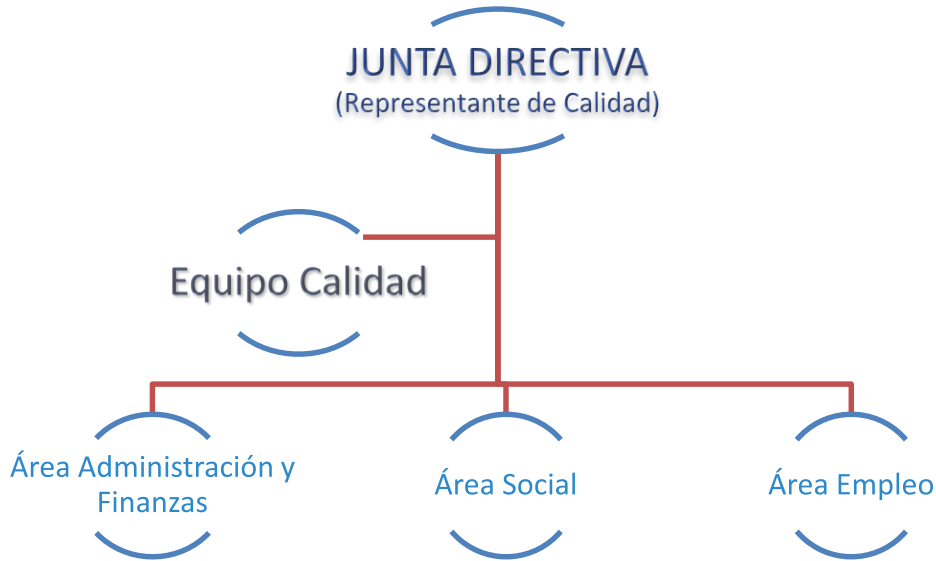 JUNTA DIRECTIVA
(Representante de Calidad)
Equipo Calidad
Área Administración y
Finanzas
Área Social
Área Empleo